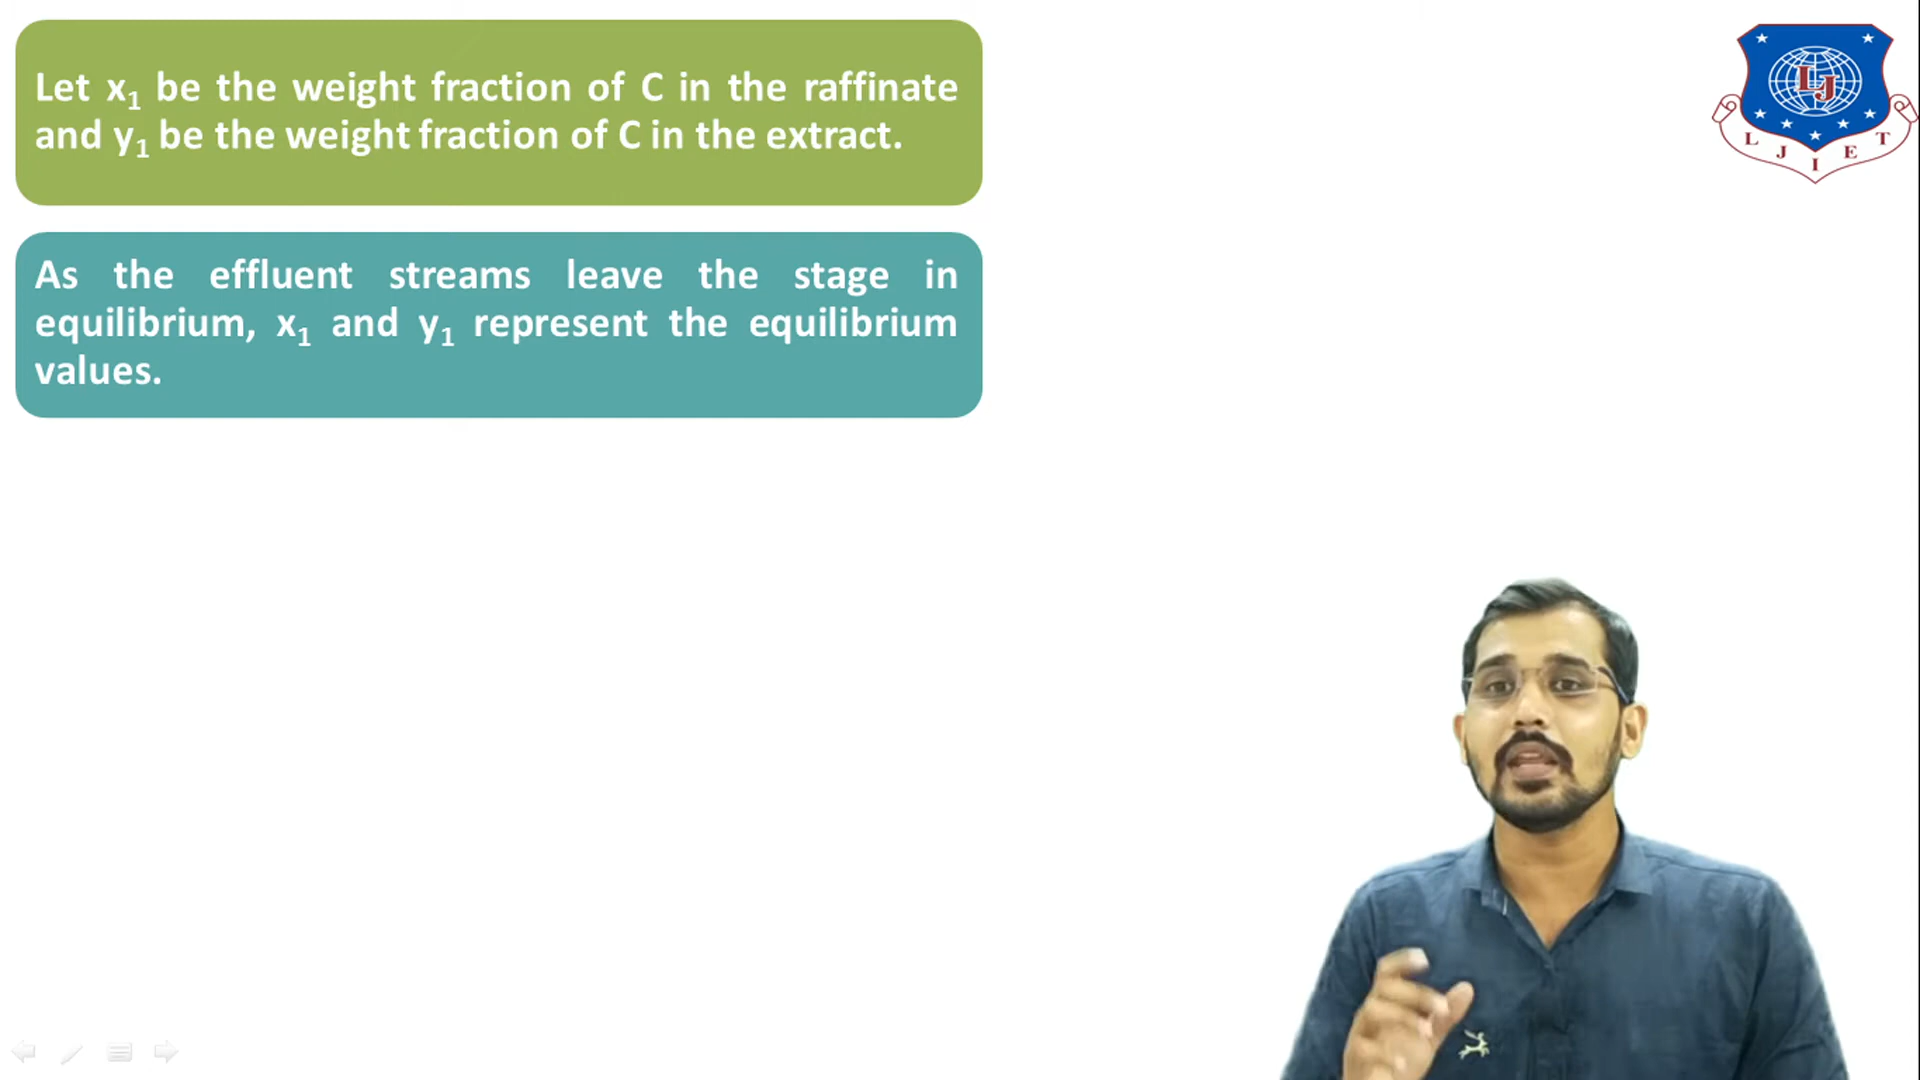 Let x₁ be the weight fraction of C in the raffinate
and y₁ be the weight fraction of C in the extract.
As the effluent streams leave the stage in
equilibrium, x₁ and y₁ represent the equilibrium
values.
LJ
L J I E T